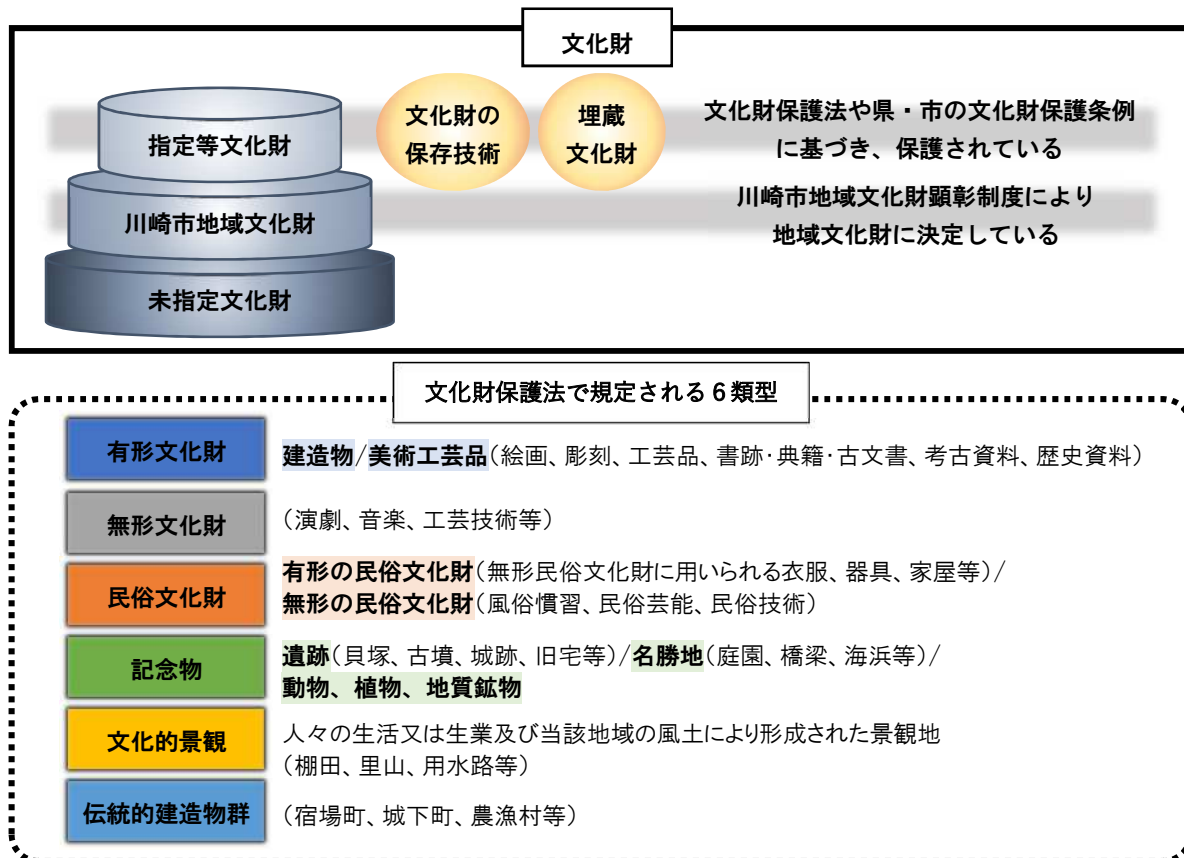 文化財
指定等文化財
文化財の
保存技術
埋蔵
文化財
文化財保護法や県・市の文化財保護条例
に基づき、保護されている
川崎市地域文化財
川崎市地域文化財顕彰制度により
地域文化財に決定している
未指定文化財
文化財保護法で規定される6類型
有形文化財
建造物/美術工芸品(絵画、彫刻、工芸品、書跡・典籍・古文書、考古資料、歴史資料)
無形文化財
(演劇、音楽、工芸技術等)
民俗文化財
有形の民俗文化財(無形民俗文化財に用いられる衣服、器具、家屋等)/
無形の民俗文化財(風俗慣習、民俗芸能、民俗技術)
記念物
遺跡(貝塚、古墳、城跡、旧宅等)/名勝地(庭園、橋梁、海浜等)/
動物、植物、地質鉱物
文化的景観
人々の生活又は生業及び当該地域の風土により形成された景観地
(棚田、里山、用水路等)
伝統的建造物群
(宿場町、城下町、農漁村等)